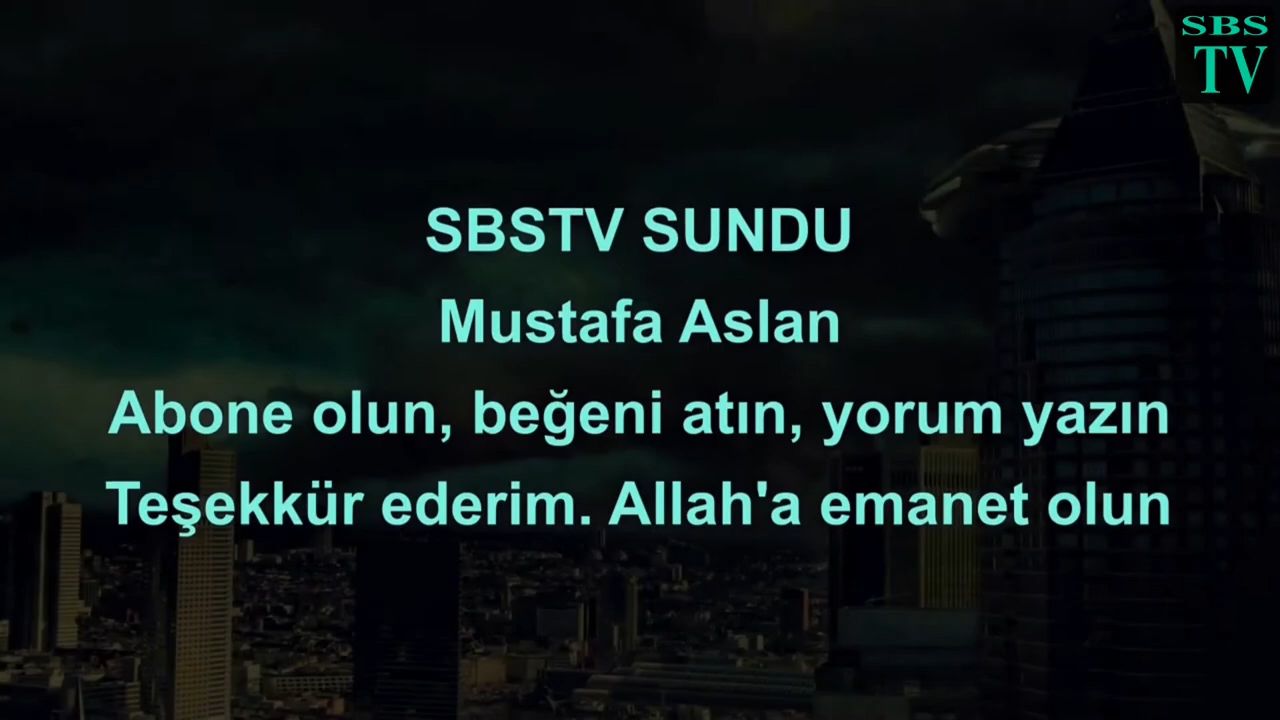 SBS
TV
SBSTV SUNDU
Mustafa Aslan
Abone olun, beğeni atın, yorum yazın
Teşekkür ederim. Allah'a emanet olun